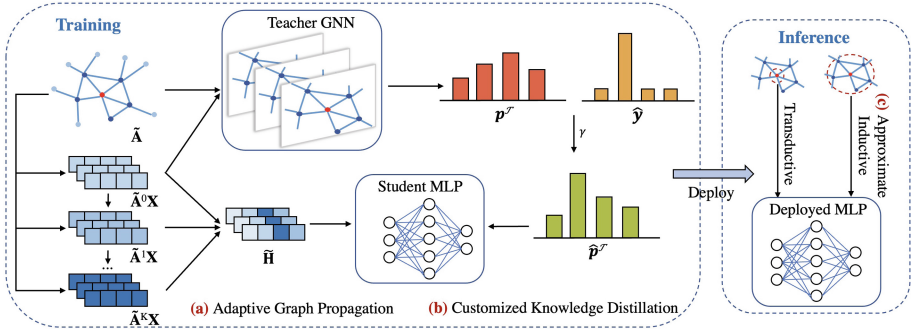 Training
Teacher GNN
Ã
Ã⁰X
Ã¹X
...
ÃᴷX
H̃
p𝒯
ŷ
γ
Student MLP
p̂𝒯
(a) Adaptive Graph Propagation
(b) Customized Knowledge Distillation
Deploy
Inference
Transductive
(c) Approximate
Inductive
Deployed MLP